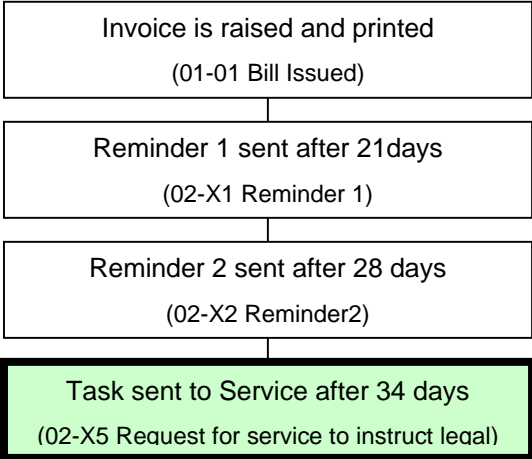 Invoice is raised and printed
(01-01 Bill Issued)
Reminder 1 sent after 21days
(02-X1 Reminder 1)
Reminder 2 sent after 28 days
(02-X2 Reminder2)
Task sent to Service after 34 days
(02-X5 Request for service to instruct legal)